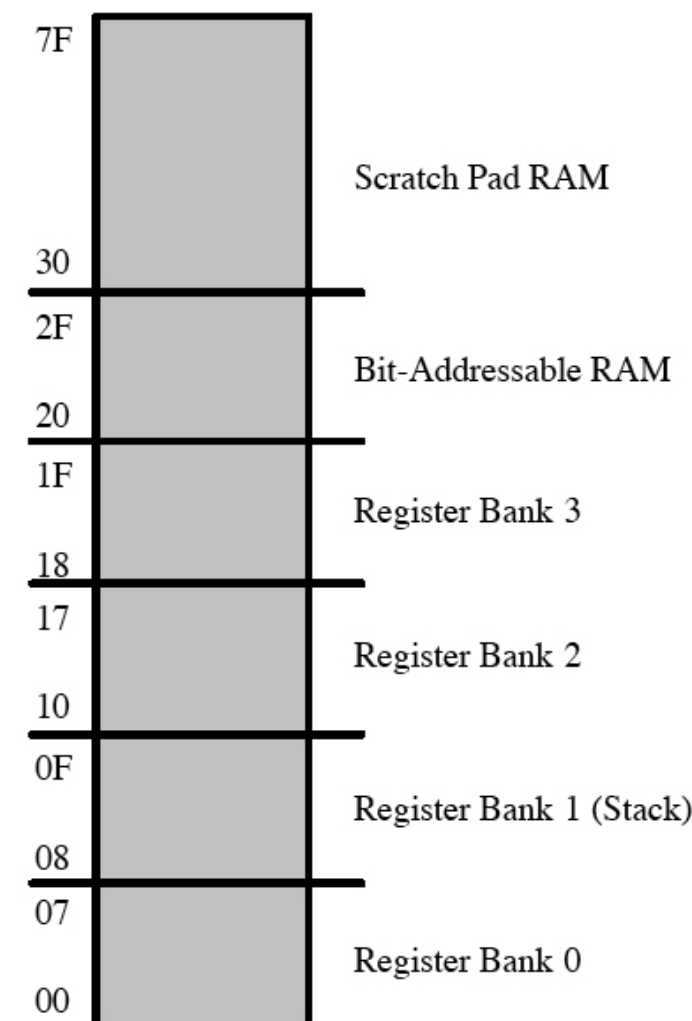 7F
Scratch Pad RAM
30
2F
Bit-Addressable RAM
20
1F
Register Bank 3
18
17
Register Bank 2
10
0F
Register Bank 1 (Stack)
08
07
Register Bank 0
00